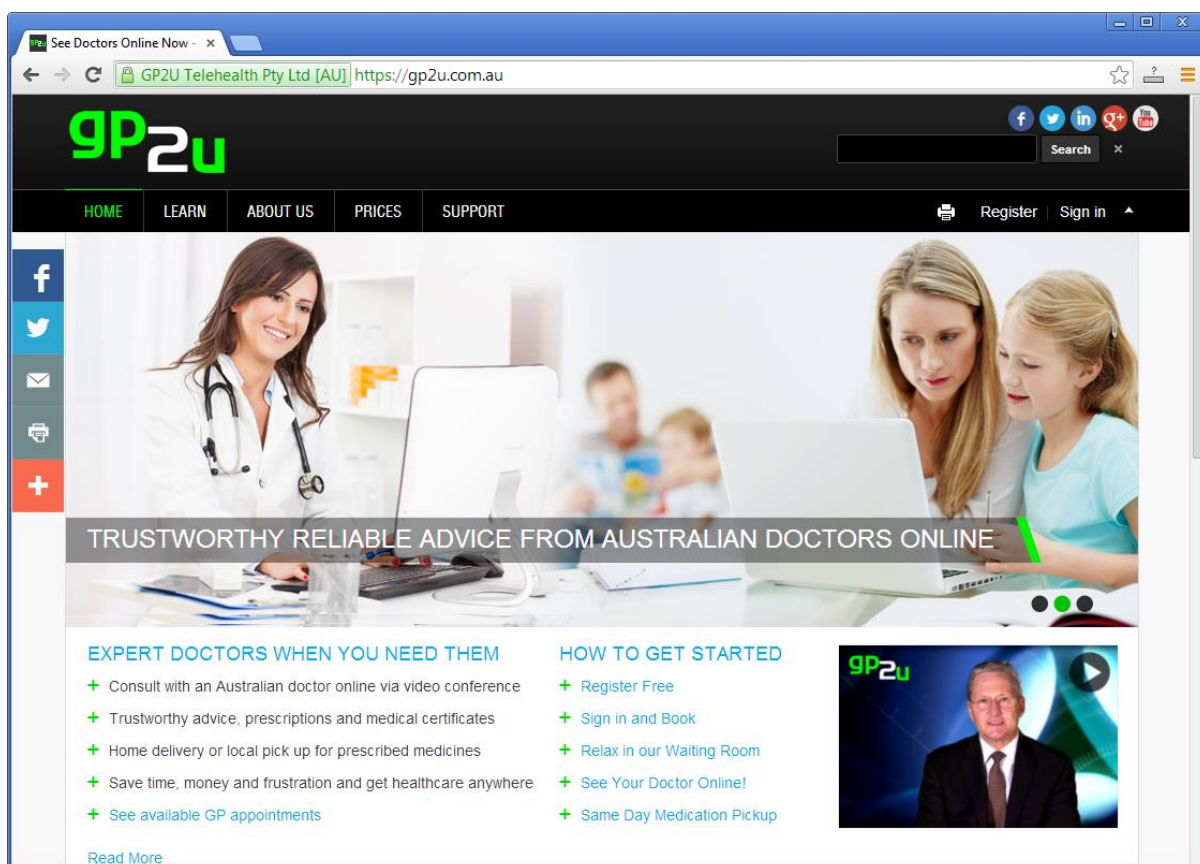 See Doctors Online Now -
GP2U Telehealth Pty Ltd [AU] https://gp2u.com.au
gp2u
Search
HOME LEARN ABOUT US PRICES SUPPORT Register Sign in
TRUSTWORTHY RELIABLE ADVICE FROM AUSTRALIAN DOCTORS ONLINE
EXPERT DOCTORS WHEN YOU NEED THEM
+ Consult with an Australian doctor online via video conference
+ Trustworthy advice, prescriptions and medical certificates
+ Home delivery or local pick up for prescribed medicines
+ Save time, money and frustration and get healthcare anywhere
+ See available GP appointments
Read More
HOW TO GET STARTED
+ Register Free
+ Sign in and Book
+ Relax in our Waiting Room
+ See Your Doctor Online!
+ Same Day Medication Pickup
gp2u